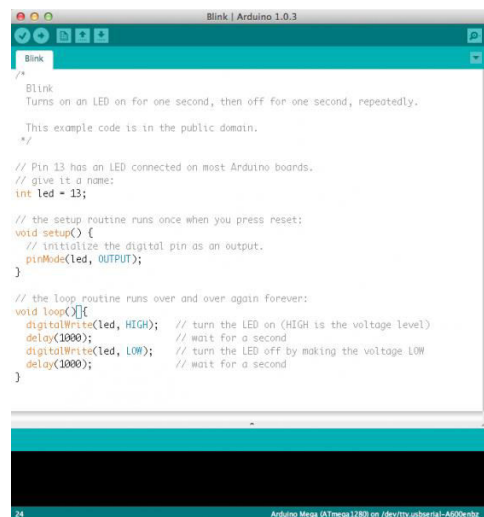 Blink | Arduino 1.0.3
Blink
/*
  Blink
  Turns on an LED on for one second, then off for one second, repeatedly.

  This example code is in the public domain.
 */

// Pin 13 has an LED connected on most Arduino boards.
// give it a name:
int led = 13;

// the setup routine runs once when you press reset:
void setup() {
  // initialize the digital pin as an output.
  pinMode(led, OUTPUT);
}

// the loop routine runs over and over again forever:
void loop() {
  digitalWrite(led, HIGH);   // turn the LED on (HIGH is the voltage level)
  delay(1000);               // wait for a second
  digitalWrite(led, LOW);    // turn the LED off by making the voltage LOW
  delay(1000);               // wait for a second
}
24 Arduino Mega (ATmega1280) on /dev/tty.usbserial-A600enbz